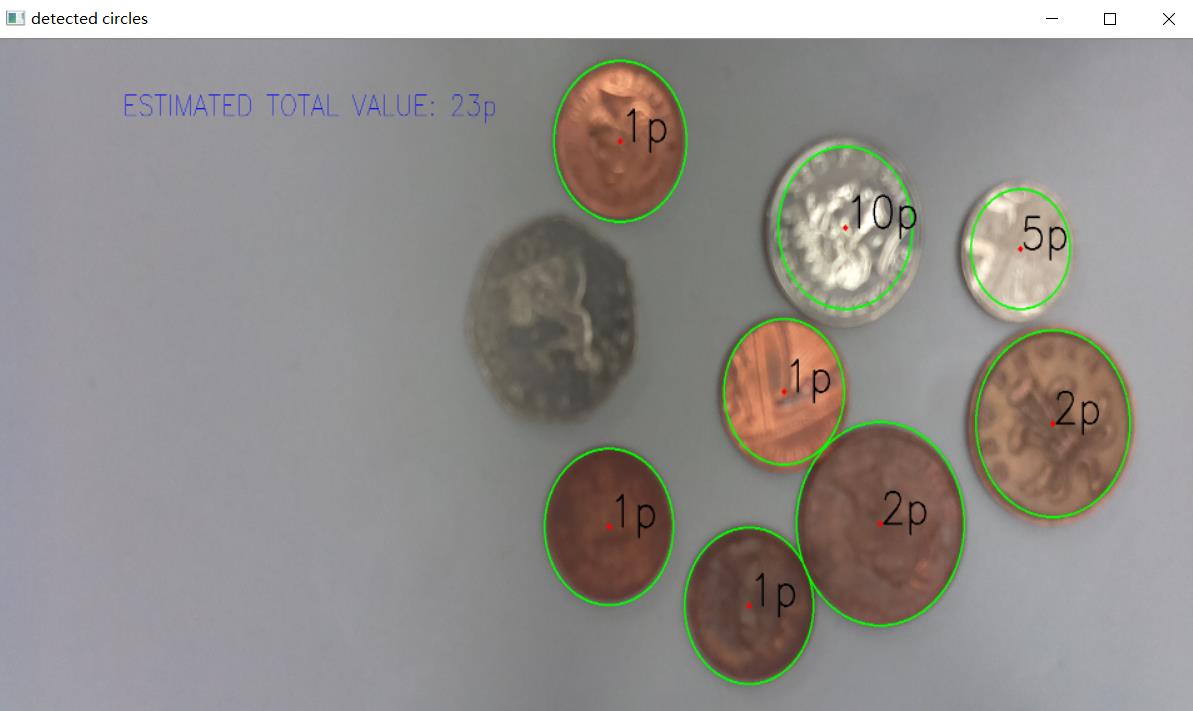 detected circles
ESTIMATED TOTAL VALUE: 23p
1p
10p
5p
1p
2p
1p
2p
1p